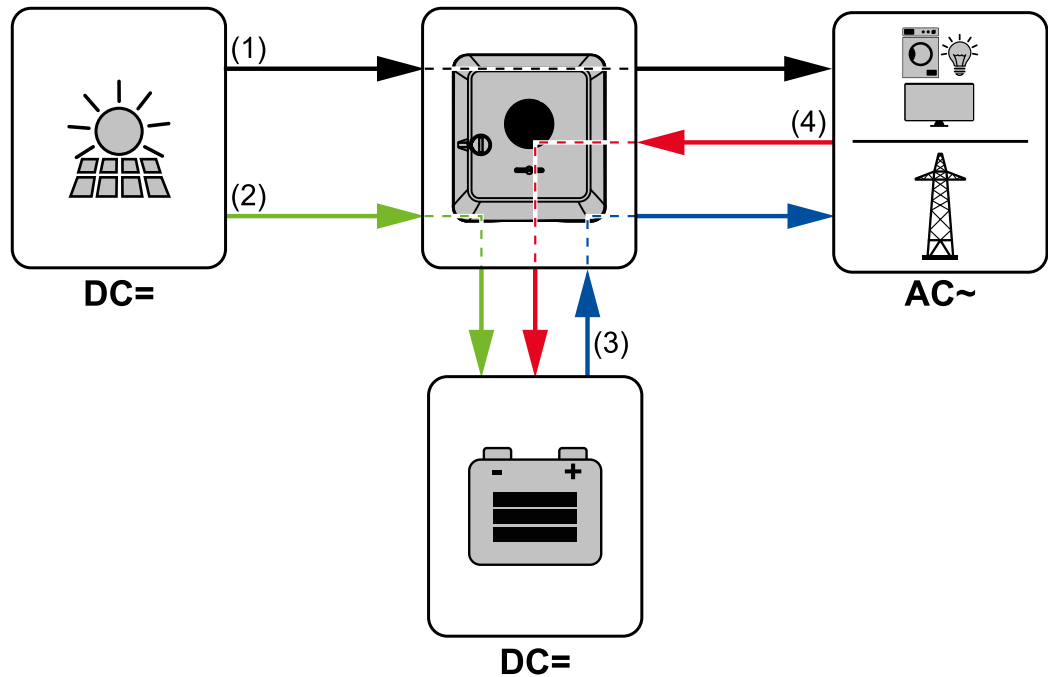 (1)
(4)
(2)
DC=
AC~
(3)
- +
DC=